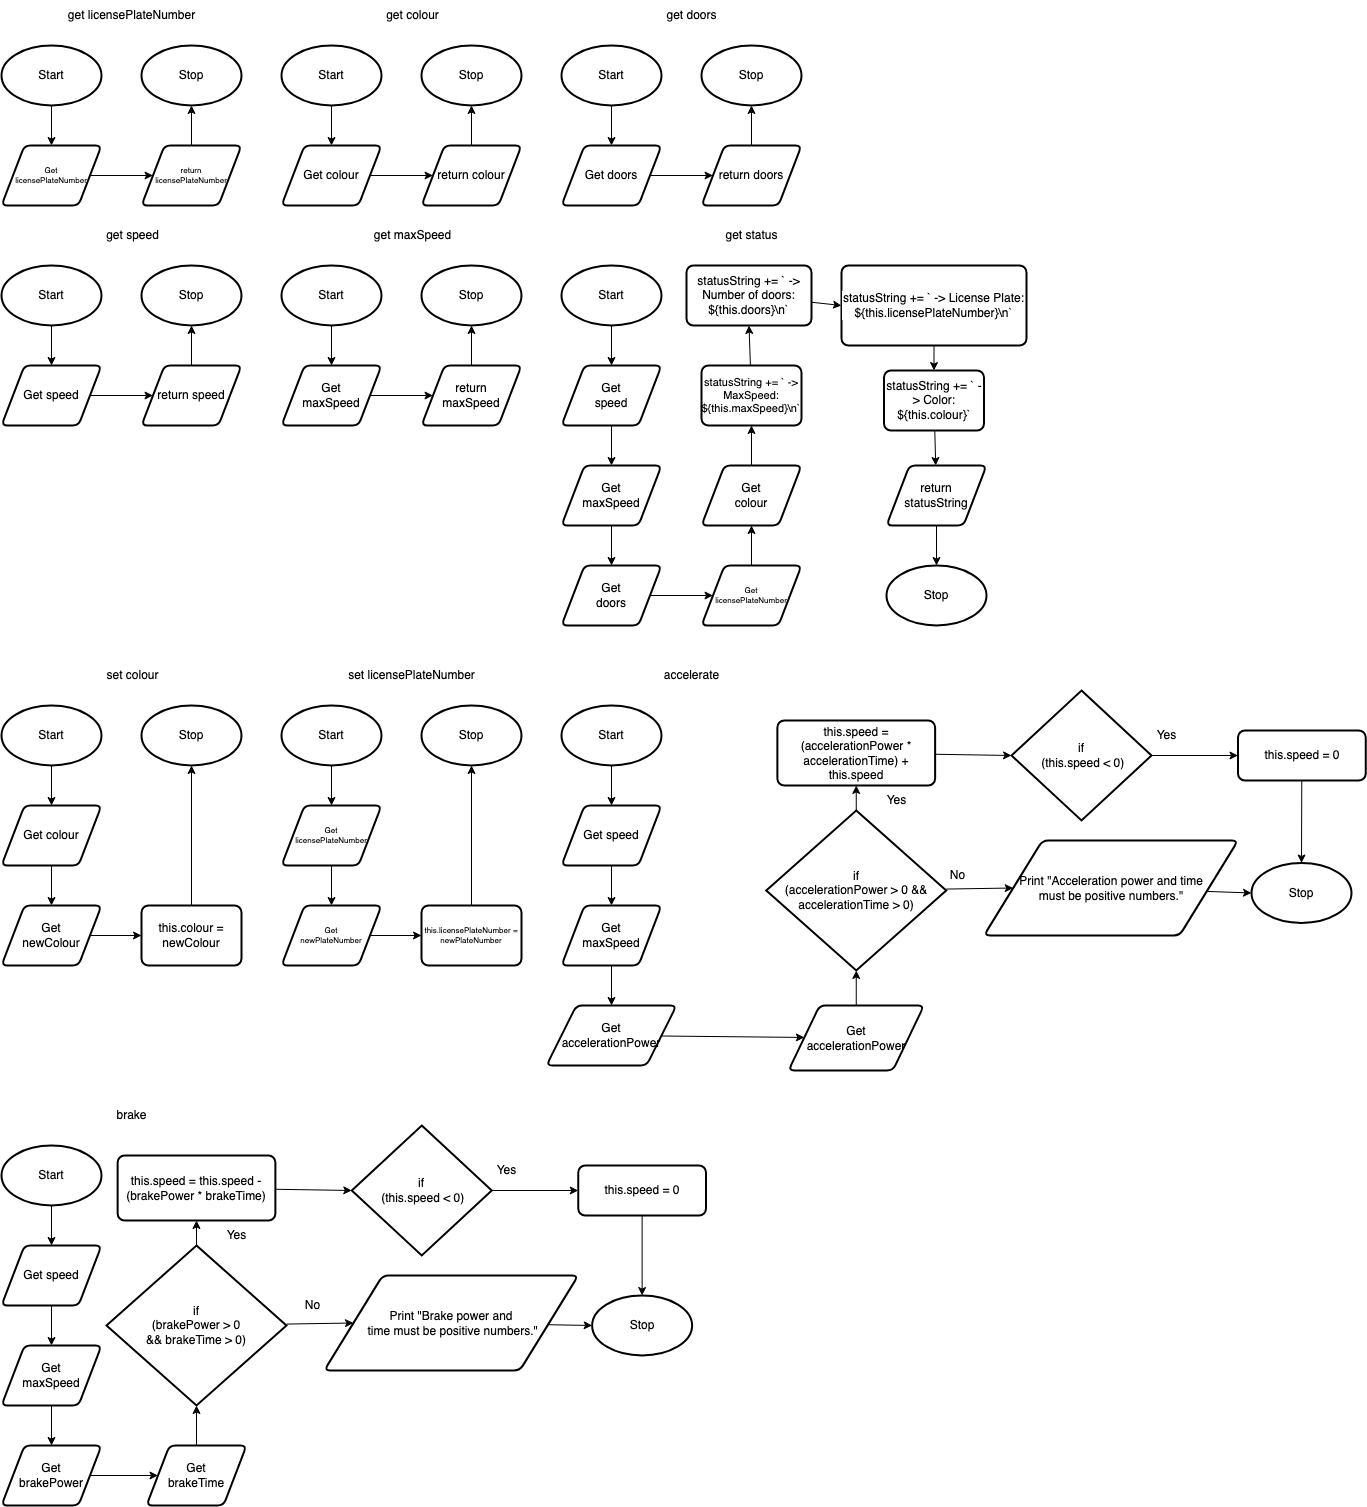 get licensePlateNumber
Start
Stop
Get
licensePlateNumber
return
licensePlateNumber
get colour
Start
Stop
Get colour
return colour
get doors
Start
Stop
Get doors
return doors
get speed
Start
Stop
Get speed
return speed
get maxSpeed
Start
Stop
Get
maxSpeed
return
maxSpeed
get status
Start
Get
speed
Get
maxSpeed
Get
doors
Get
licensePlateNumber
Get
colour
statusString += ` ->
MaxSpeed:
${this.maxSpeed}\n`
statusString += ` ->
Number of doors:
${this.doors}\n`
statusString += ` -> License Plate:
${this.licensePlateNumber}\n`
statusString += ` -
> Color:
${this.colour}`
return
statusString
Stop
set colour
Start
Stop
Get colour
Get
newColour
this.colour =
newColour
set licensePlateNumber
Start
Stop
Get
licensePlateNumber
Get
newPlateNumber
this.licensePlateNumber =
newPlateNumber
accelerate
Start
Get speed
Get
maxSpeed
Get
accelerationPower
Get
accelerationPower
if
(accelerationPower > 0 &&
accelerationTime > 0)
Yes
this.speed =
(accelerationPower *
accelerationTime) +
this.speed
if
(this.speed < 0)
Yes
this.speed = 0
No
Print "Acceleration power and time
must be positive numbers."
Stop
brake
Start
Get speed
Get
maxSpeed
Get
brakePower
Get
brakeTime
if
(brakePower > 0
&& brakeTime > 0)
Yes
this.speed = this.speed -
(brakePower * brakeTime)
if
(this.speed < 0)
Yes
this.speed = 0
No
Print "Brake power and
time must be positive numbers."
Stop